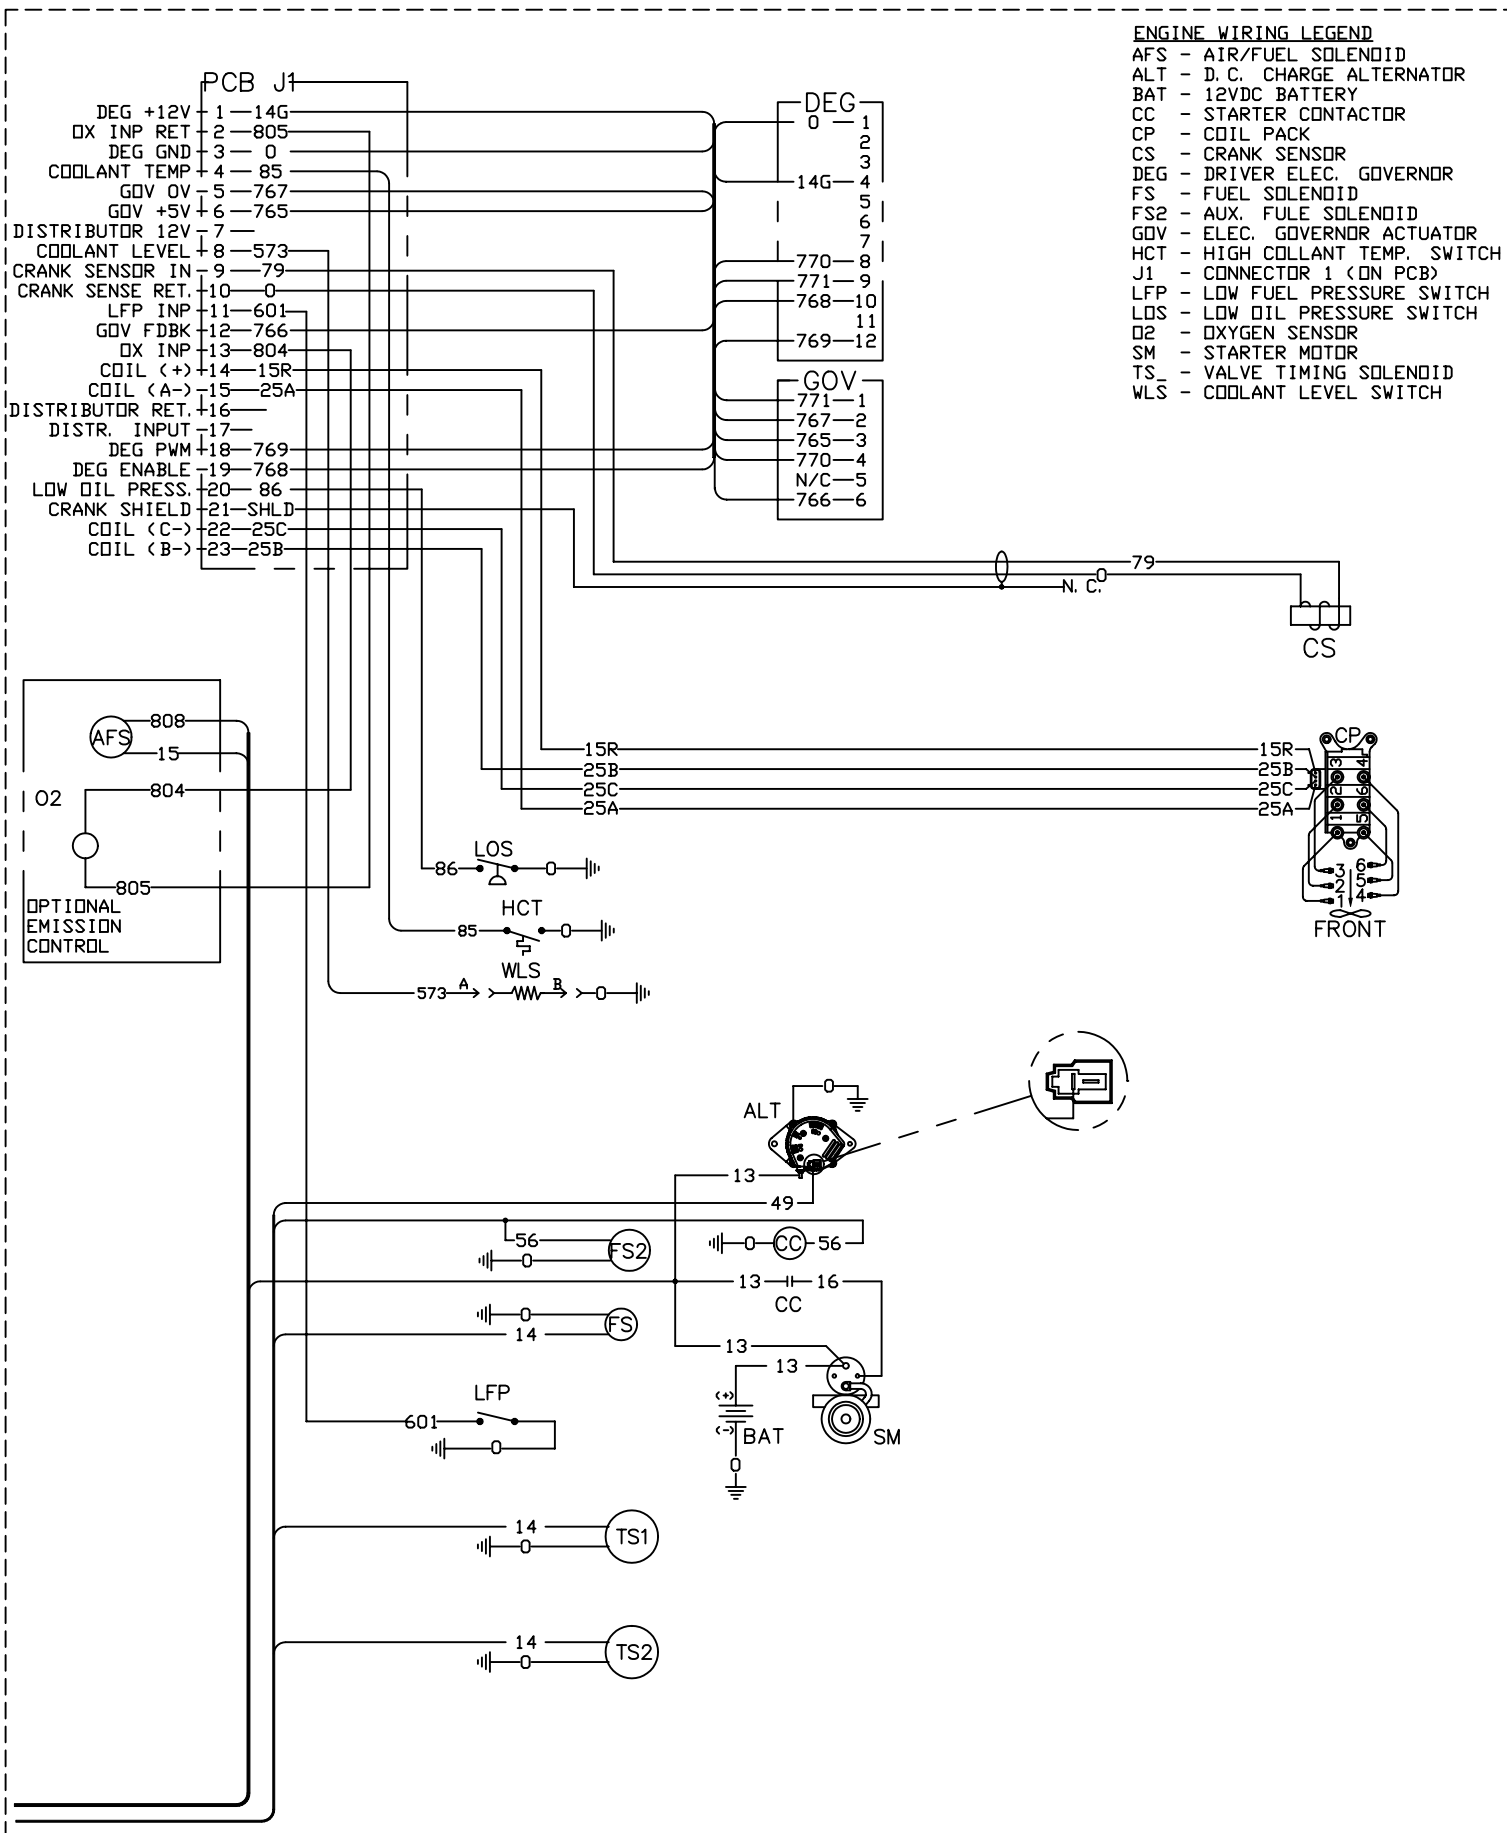 ENGINE WIRING LEGEND
AFS - AIR/FUEL SOLENOID
ALT - D.C. CHARGE ALTERNATOR
BAT - 12VDC BATTERY
CC - STARTER CONTACTOR
CP - COIL PACK
CS - CRANK SENSOR
DEG - DRIVER ELEC. GOVERNOR
FS - FUEL SOLENOID
FS2 - AUX. FULE SOLENOID
GOV - ELEC. GOVERNOR ACTUATOR
HCT - HIGH COLLANT TEMP. SWITCH
J1 - CONNECTOR 1 (ON PCB)
LFP - LOW FUEL PRESSURE SWITCH
LOS - LOW OIL PRESSURE SWITCH
O2 - OXYGEN SENSOR
SM - STARTER MOTOR
TS_ - VALVE TIMING SOLENOID
WLS - COOLANT LEVEL SWITCH
PCB J1
DEG +12V 1 14G
OX INP RET 2 805
DEG GND 3 0
COOLANT TEMP 4 85
GOV 0V 5 767
GOV +5V 6 765
DISTRIBUTOR 12V 7
COOLANT LEVEL 8 573
CRANK SENSOR IN 9 79
CRANK SENSE RET. 10 0
LFP INP 11 601
GOV FDBK 12 766
OX INP 13 804
COIL (+) 14 15R
COIL (A-) 15 25A
DISTRIBUTOR RET. 16
DISTR. INPUT 17
DEG PWM 18 769
DEG ENABLE 19 768
LOW OIL PRESS. 20 86
CRANK SHIELD 21 SHLD
COIL (C-) 22 25C
COIL (B-) 23 25B
DEG
0 1
2
3
14G 4
5
6
7
770 8
771 9
768 10
11
769 12
GOV
771 1
767 2
765 3
770 4
N/C 5
766 6
79
0
N.C.
CS
AFS
808
15
O2
804
805
OPTIONAL
EMISSION
CONTROL
15R 15R
25B 25B
25C 25C
25A 25A
CP
3 4
2 6
1 5
3 6
2 5
1 4
FRONT
LOS
86 0
HCT
85 0
WLS
573 A B 0
ALT
0
13
49
56 FS2
0
0 CC 56
13 16
CC
0 FS
14
13
13
(+)
(-)
BAT
0
SM
LFP
601
0
14 TS1
0
14 TS2
0